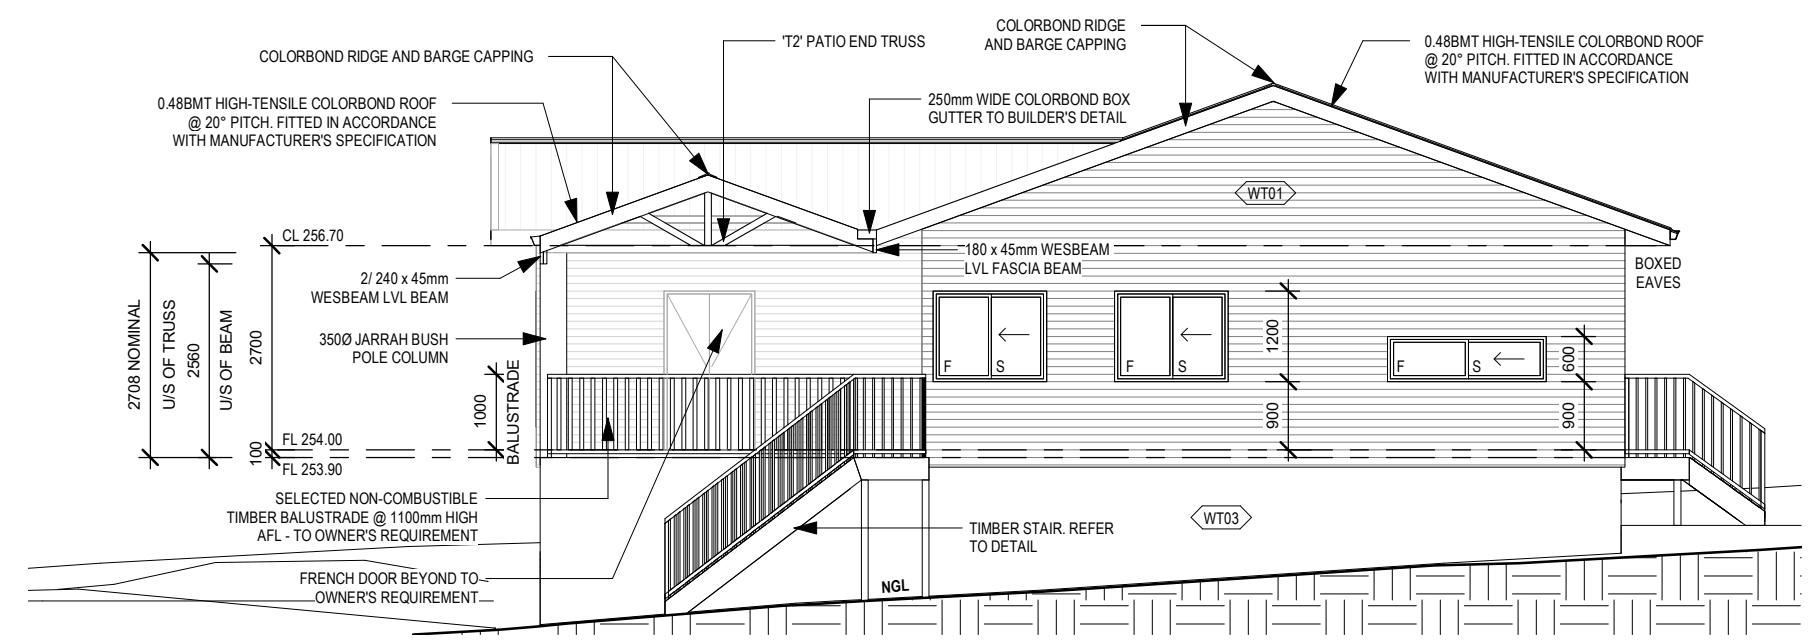 COLORBOND RIDGE
AND BARGE CAPPING
'T2' PATIO END TRUSS
0.48BMT HIGH-TENSILE COLORBOND ROOF
@ 20° PITCH. FITTED IN ACCORDANCE
WITH MANUFACTURER'S SPECIFICATION
COLORBOND RIDGE AND BARGE CAPPING
0.48BMT HIGH-TENSILE COLORBOND ROOF
@ 20° PITCH. FITTED IN ACCORDANCE
WITH MANUFACTURER'S SPECIFICATION
250mm WIDE COLORBOND BOX
GUTTER TO BUILDER'S DETAIL
WT01
CL 256.70
180 x 45mm WESBEAM
LVL FASCIA BEAM
BOXED
EAVES
2/ 240 x 45mm
WESBEAM LVL BEAM
350Ø JARRAH BUSH
POLE COLUMN
2708 NOMINAL
U/S OF TRUSS
2560
U/S OF BEAM
2700
100
1000
BALUSTRADE
F
S
F
S
1200
900
F
S
600
900
FL 254.00
FL 253.90
SELECTED NON-COMBUSTIBLE
TIMBER BALUSTRADE @ 1100mm HIGH
AFL - TO OWNER'S REQUIREMENT
WT03
TIMBER STAIR. REFER
TO DETAIL
FRENCH DOOR BEYOND TO
OWNER'S REQUIREMENT
NGL